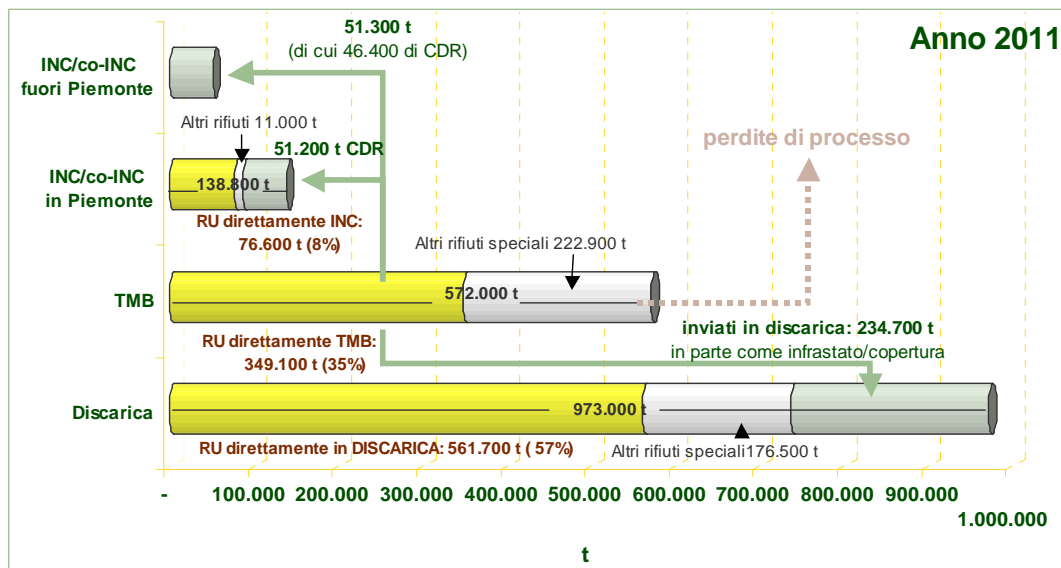 Anno 2011
51.300 t
(di cui 46.400 di CDR)
INC/co-INC
fuori Piemonte
Altri rifiuti 11.000 t
51.200 t CDR
perdite di processo
INC/co-INC
in Piemonte
138.800 t
RU direttamente INC:
76.600 t (8%)
Altri rifiuti speciali 222.900 t
TMB
572.000 t
inviati in discarica: 234.700 t
in parte come infrastato/copertura
RU direttamente TMB:
349.100 t (35%)
Discarica
973.000 t
RU direttamente in DISCARICA: 561.700 t ( 57%)
Altri rifiuti speciali176.500 t
- 100.000 200.000 300.000 400.000 500.000 600.000 700.000 800.000 900.000
1.000.000
t